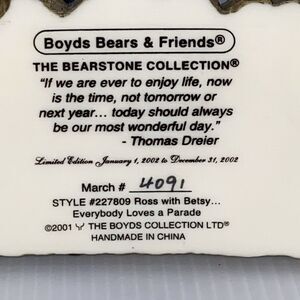 Boyds Bears & Friends®
THE BEARSTONE COLLECTION®
"If we are ever to enjoy life, now
is the time, not tomorrow or
next year... today should always
be our most wonderful day."
- Thomas Dreier
Limited Edition January 1, 2002 to December 31, 2002
March # 4091
STYLE #227809 Ross with Betsy...
Everybody Loves a Parade
©2001 THE BOYDS COLLECTION LTD®
HANDMADE IN CHINA